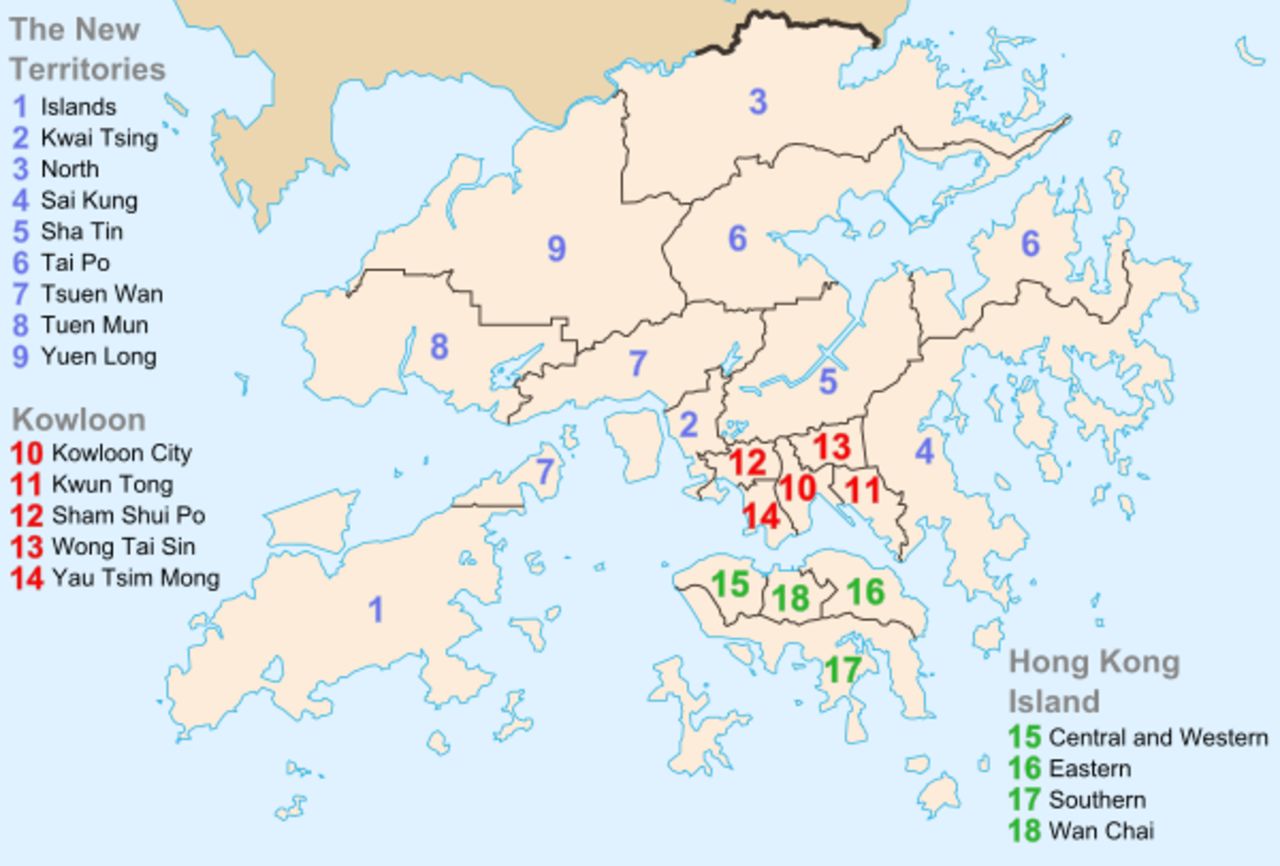 The New
Territories
1 Islands
2 Kwai Tsing
3 North
4 Sai Kung
5 Sha Tin
6 Tai Po
7 Tsuen Wan
8 Tuen Mun
9 Yuen Long
Kowloon
10 Kowloon City
11 Kwun Tong
12 Sham Shui Po
13 Wong Tai Sin
14 Yau Tsim Mong
3
9
6
6
8
7
5
2
13
4
12
7
10
11
14
15
18
16
1
17
Hong Kong
Island
15 Central and Western
16 Eastern
17 Southern
18 Wan Chai